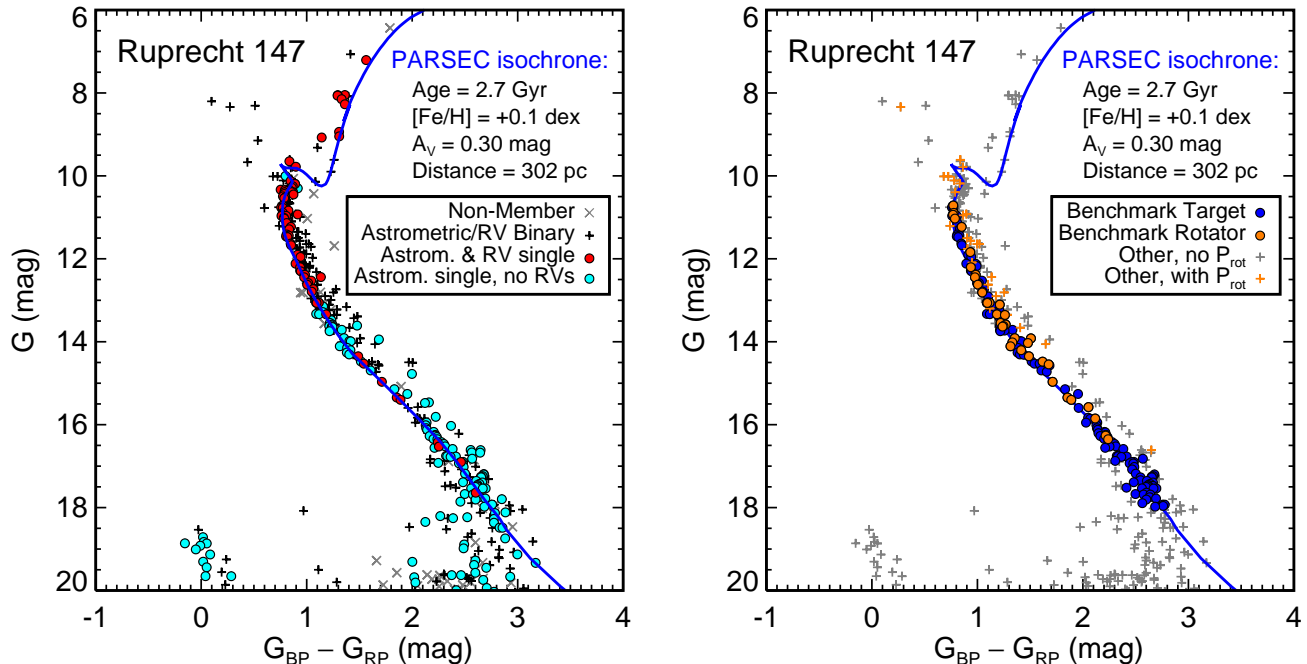 Ruprecht 147
PARSEC isochrone:
Age = 2.7 Gyr
[Fe/H] = +0.1 dex
A_V = 0.30 mag
Distance = 302 pc
Non-Member
Astrometric/RV Binary
Astrom. & RV single
Astrom. single, no RVs
G (mag)
6
8
10
12
14
16
18
20
-1
0
1
2
3
4
G_BP − G_RP (mag)
Ruprecht 147
PARSEC isochrone:
Age = 2.7 Gyr
[Fe/H] = +0.1 dex
A_V = 0.30 mag
Distance = 302 pc
Benchmark Target
Benchmark Rotator
Other, no P_rot
Other, with P_rot
G (mag)
6
8
10
12
14
16
18
20
-1
0
1
2
3
4
G_BP − G_RP (mag)